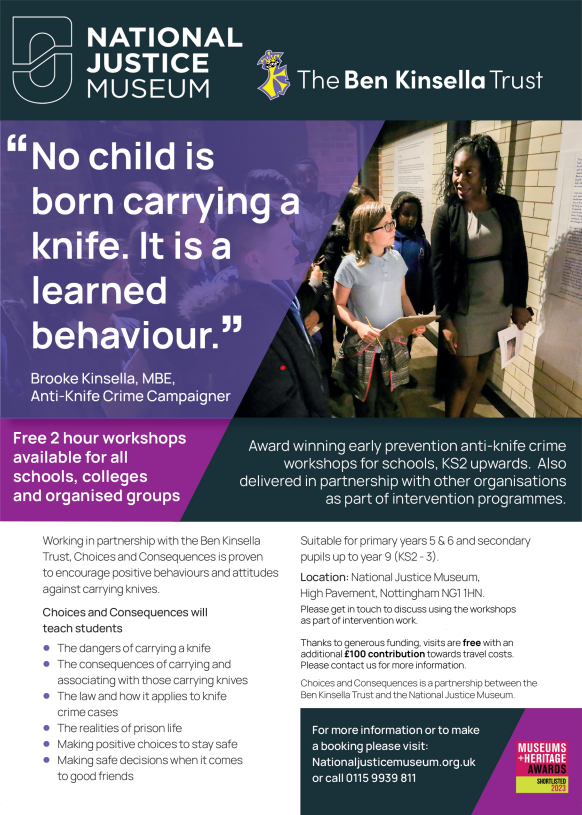 NATIONAL
JUSTICE
MUSEUM
The Ben Kinsella Trust
“No child is
born carrying a
knife. It is a
learned
behaviour.”
Brooke Kinsella, MBE,
Anti-Knife Crime Campaigner
Free 2 hour workshops
available for all
schools, colleges
and organised groups
Award winning early prevention anti-knife crime
workshops for schools, KS2 upwards. Also
delivered in partnership with other organisations
as part of intervention programmes.
Working in partnership with the Ben Kinsella
Trust, Choices and Consequences is proven
to encourage positive behaviours and attitudes
against carrying knives.
Choices and Consequences will
teach students
• The dangers of carrying a knife
• The consequences of carrying and
associating with those carrying knives
• The law and how it applies to knife
crime cases
• The realities of prison life
• Making positive choices to stay safe
• Making safe decisions when it comes
to good friends
Suitable for primary years 5 & 6 and secondary
pupils up to year 9 (KS2 - 3).
Location: National Justice Museum,
High Pavement, Nottingham NG1 1HN.
Please get in touch to discuss using the workshops
as part of intervention work.
Thanks to generous funding, visits are free with an
additional £100 contribution towards travel costs.
Please contact us for more information.
Choices and Consequences is a partnership between the
Ben Kinsella Trust and the National Justice Museum.
For more information or to make
a booking please visit:
Nationaljusticemuseum.org.uk
or call 0115 9939 811
MUSEUMS
+HERITAGE
AWARDS
SHORTLISTED
2023